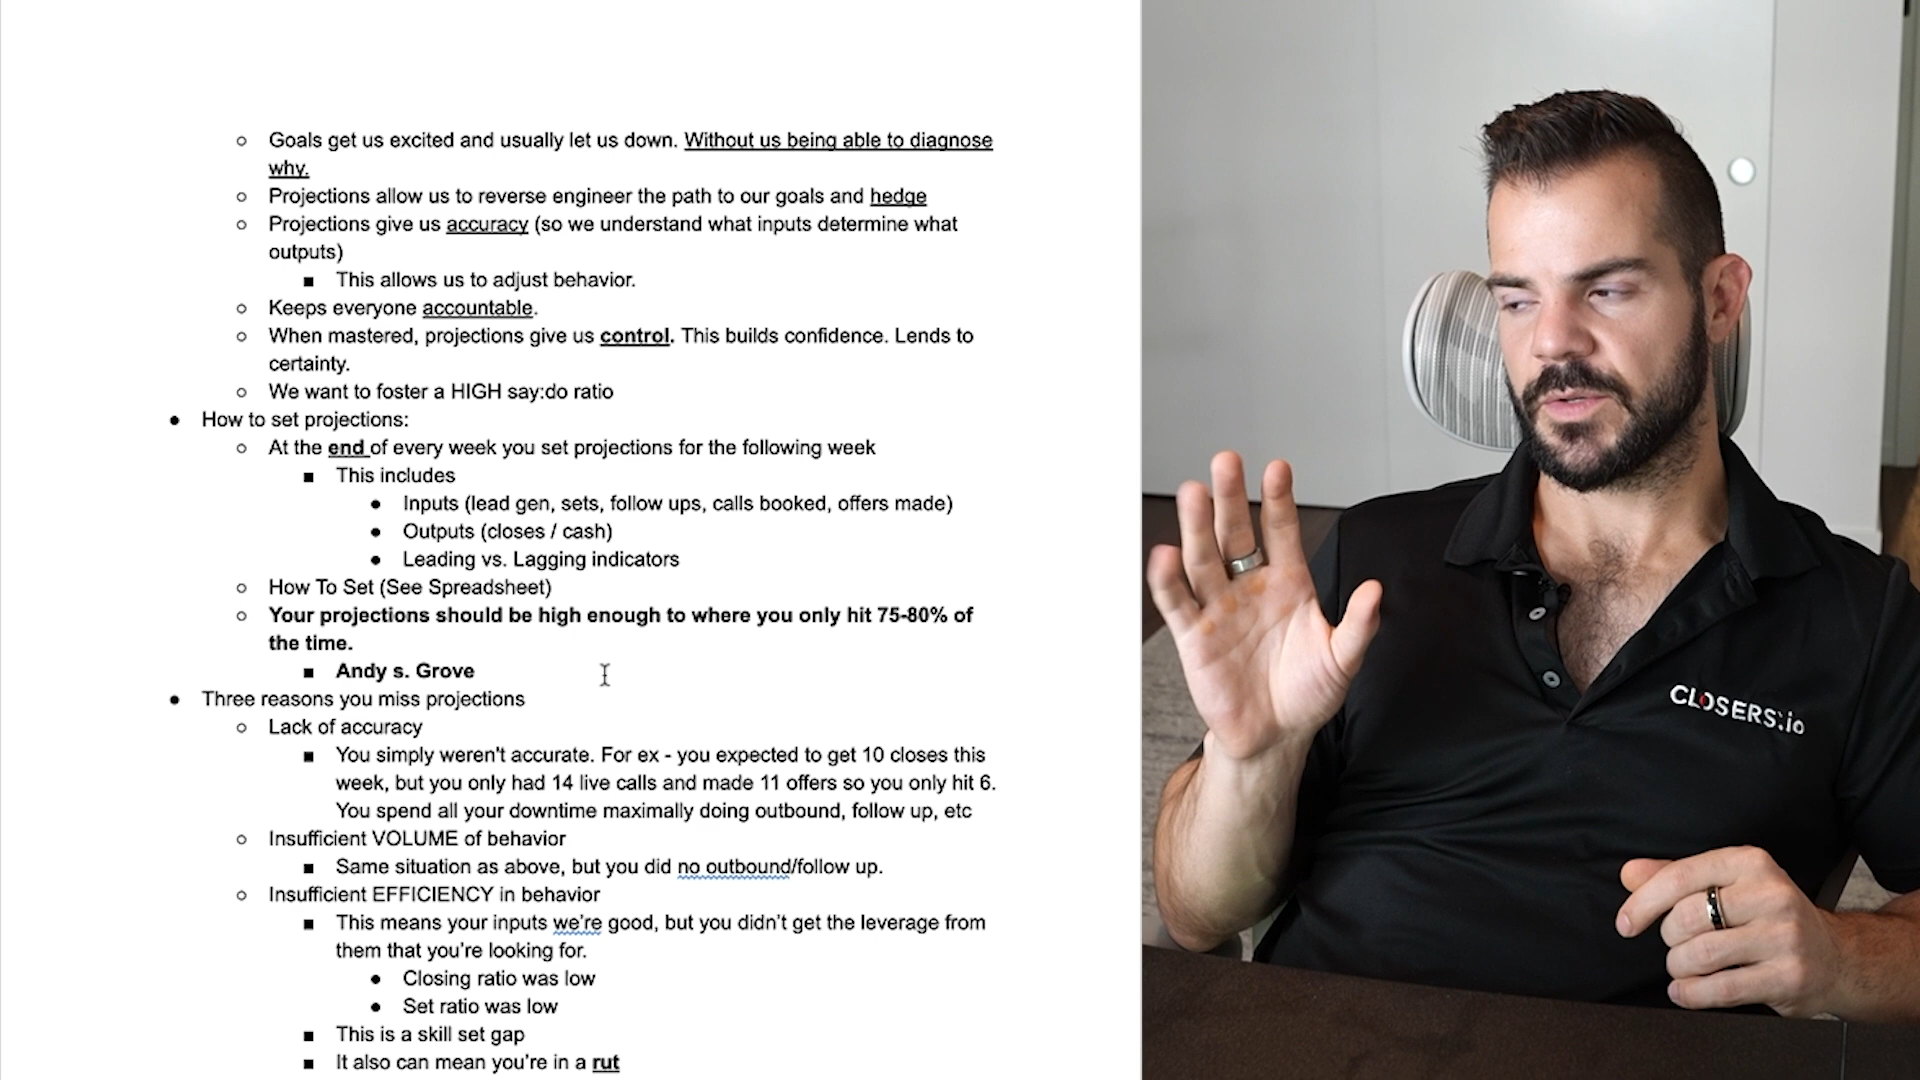 Goals get us excited and usually let us down. Without us being able to diagnose
why.
Projections allow us to reverse engineer the path to our goals and hedge
Projections give us accuracy (so we understand what inputs determine what
outputs)
This allows us to adjust behavior.
Keeps everyone accountable.
When mastered, projections give us control. This builds confidence. Lends to
certainty.
We want to foster a HIGH say:do ratio
How to set projections:
At the end of every week you set projections for the following week
This includes
Inputs (lead gen, sets, follow ups, calls booked, offers made)
Outputs (closes / cash)
Leading vs. Lagging indicators
How To Set (See Spreadsheet)
Your projections should be high enough to where you only hit 75-80% of
the time.
Andy s. Grove
Three reasons you miss projections
Lack of accuracy
You simply weren't accurate. For ex - you expected to get 10 closes this
week, but you only had 14 live calls and made 11 offers so you only hit 6.
You spend all your downtime maximally doing outbound, follow up, etc
Insufficient VOLUME of behavior
Same situation as above, but you did no outbound/follow up.
Insufficient EFFICIENCY in behavior
This means your inputs we're good, but you didn't get the leverage from
them that you're looking for.
Closing ratio was low
Set ratio was low
This is a skill set gap
It also can mean you're in a rut
CLOSERS.io